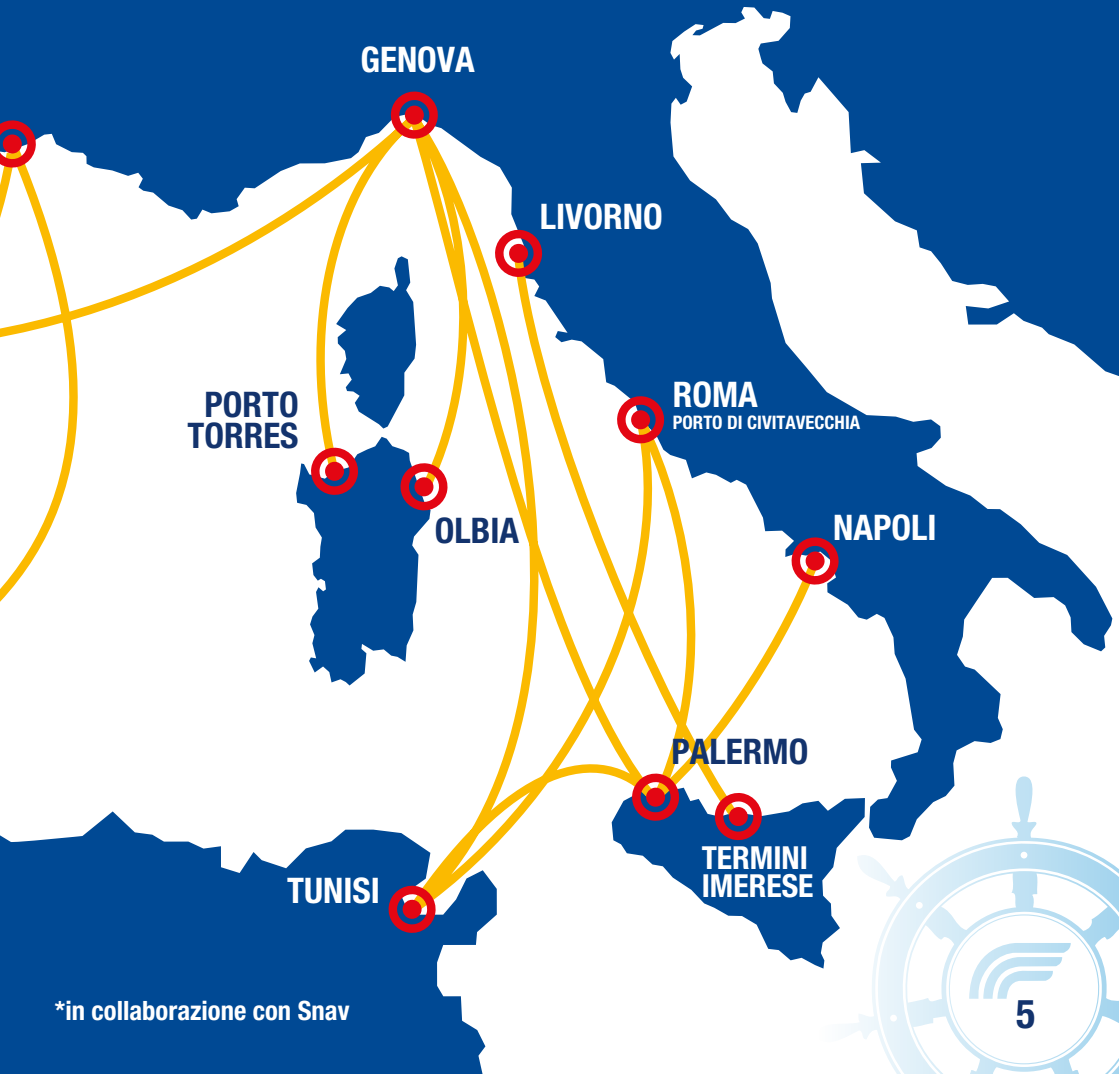 GENOVA
LIVORNO
ROMA
PORTO DI CIVITAVECCHIA
PORTO
TORRES
OLBIA
NAPOLI
PALERMO
TERMINI
IMERESE
TUNISI
*in collaborazione con Snav
5